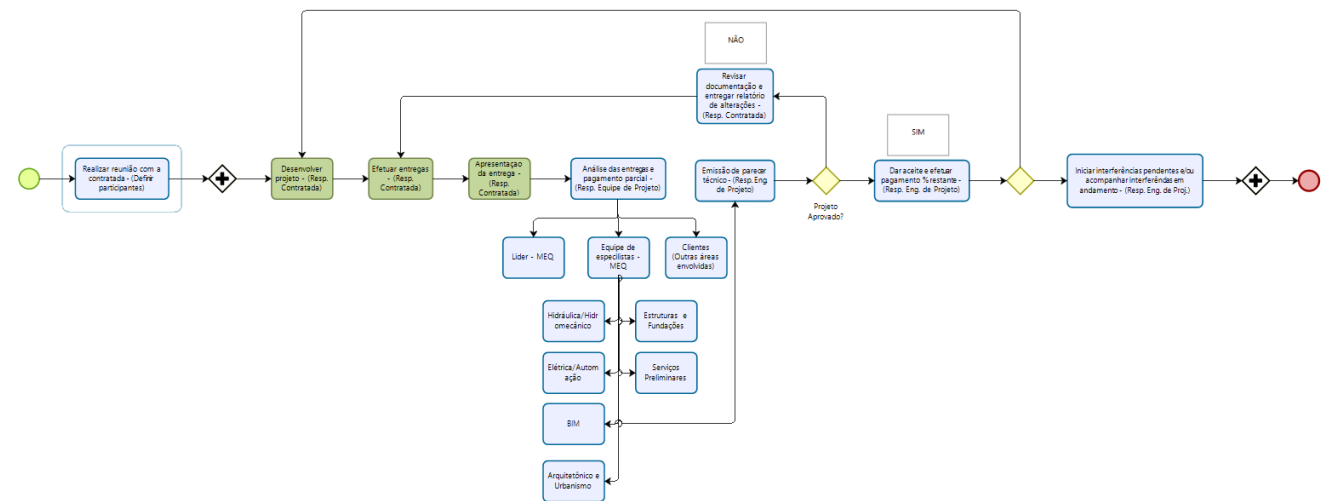 NÃO
Revisar
documentação e
entregar relatório
de alterações -
(Resp. Contratada)
SIM
Realizar reunião com a
contratada - (Definir
participantes)
Desenvolver
projeto - (Resp.
Contratada)
Efetuar entregas -
(Resp.
Contratada)
Apresentaçao
da entrega -
(Resp.
Contratada)
Análise das entregas e
pagamento parcial -
(Resp. Equipe de Projeto)
Emissão de parecer
técnico - (Resp. Eng.
de Projeto)
Projeto
Aprovado?
Dar aceite e efetuar
pagamento % restante -
(Resp. Eng. de Projeto)
Iniciar interferências pendentes e/ou
acompanhar interferêndas em
andamento - (Resp. Eng. de Proj.)
Lider - MEQ
Equipe de
especilistas -
MEQ
Clientes
(Outras áreas
envolvidas)
Hidráulica/Hidr
omecânico
Estruturas e
Fundações
Elétrica/Autom
ação
Serviços
Preliminares
BIM
Arquitetônico e
Urbanismo